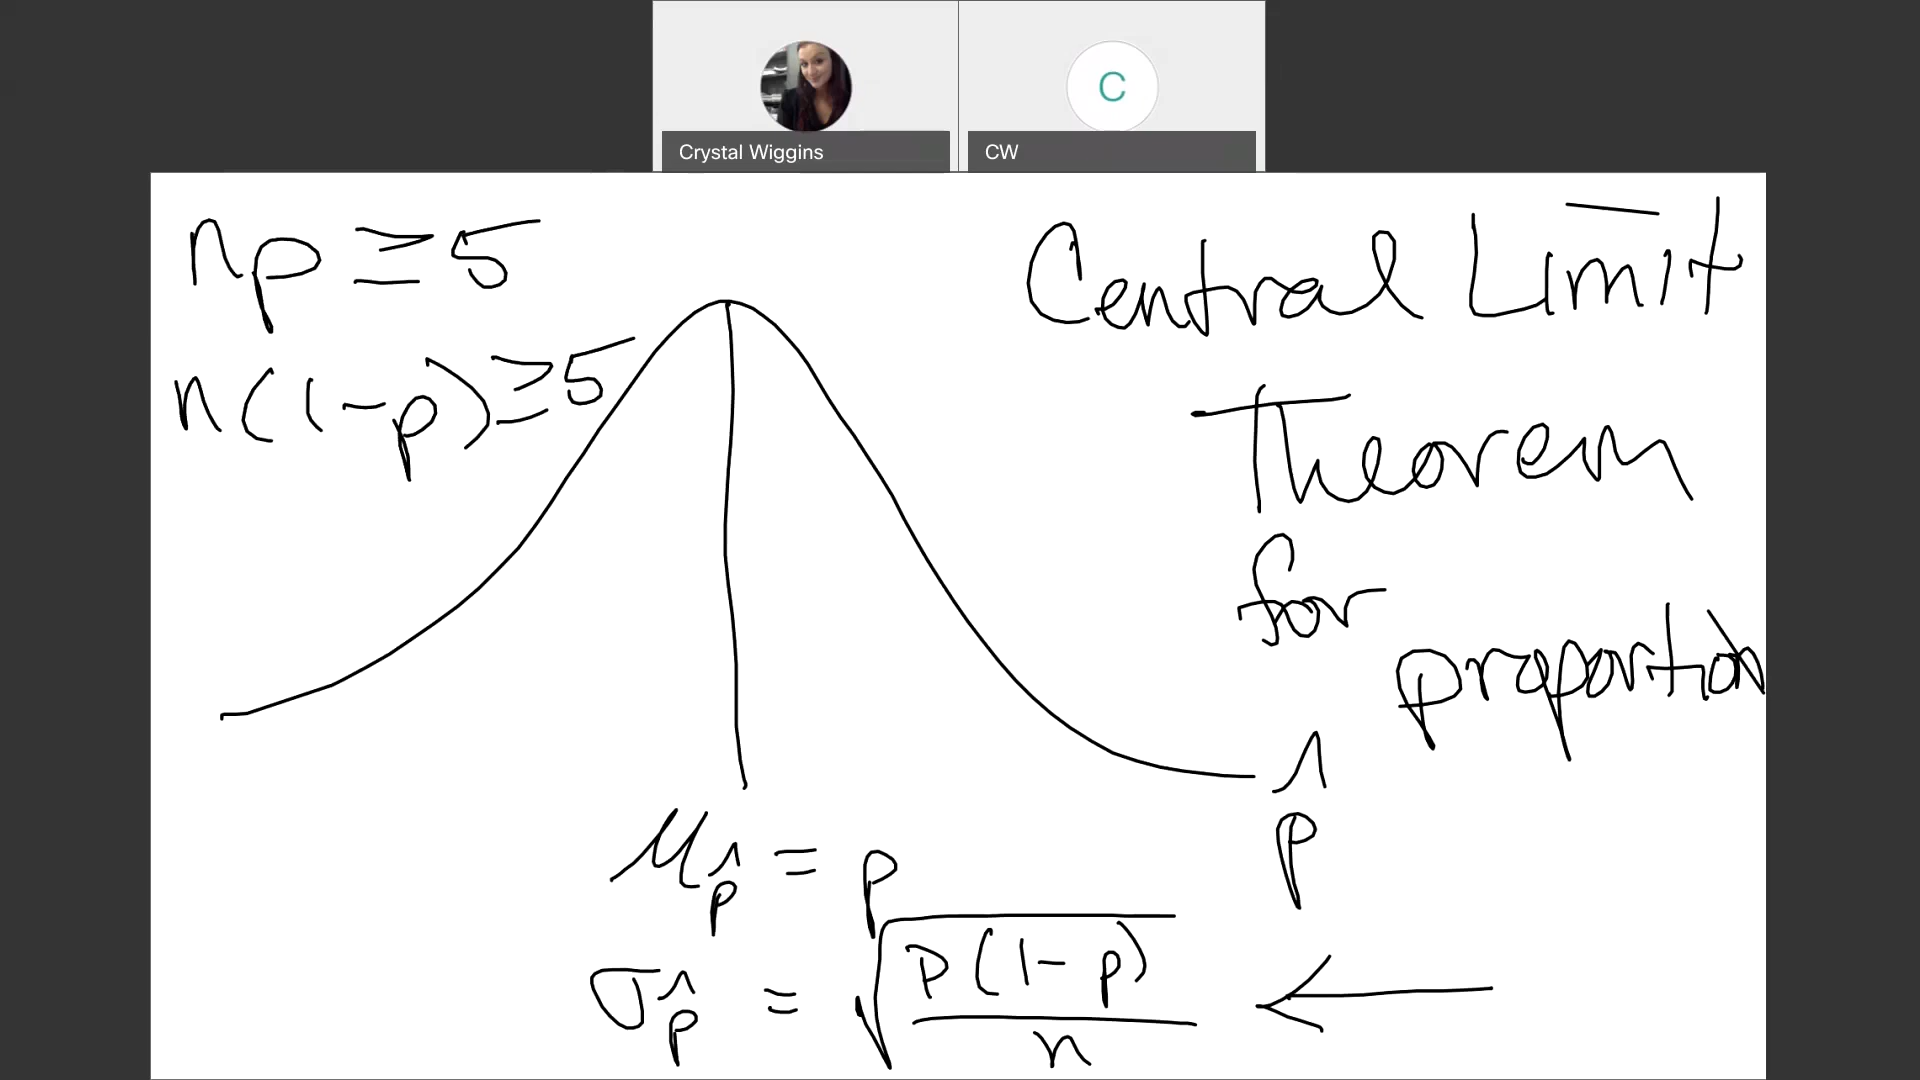 Crystal Wiggins
C
CW
np ≥ 5
n(1-p) ≥ 5
Central Limit
Theorem
for
proportion
p̂
μp̂ = p
σp̂ = √(p(1-p)/n)